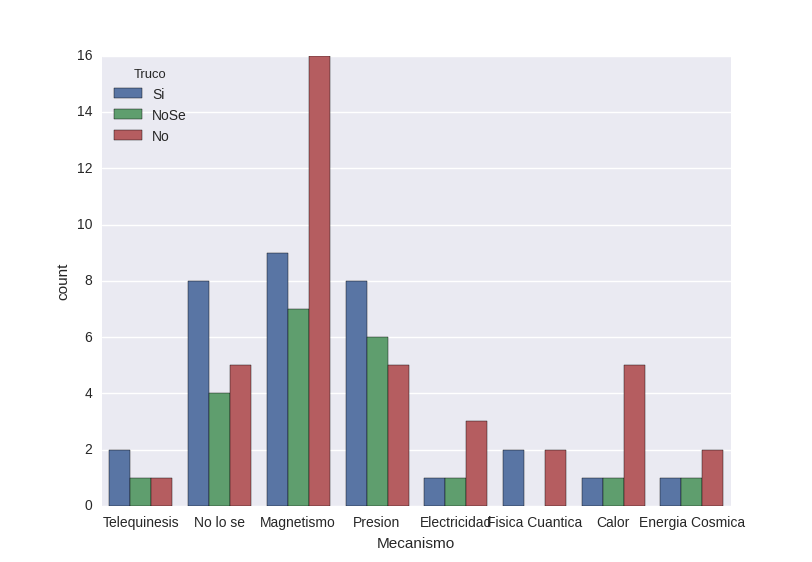 16
14
12
10
8
6
4
2
0
count
Truco
Si
NoSe
No
Telequinesis No lo se Magnetismo Presion Electricidad Fisica Cuantica Calor Energia Cosmica
Mecanismo